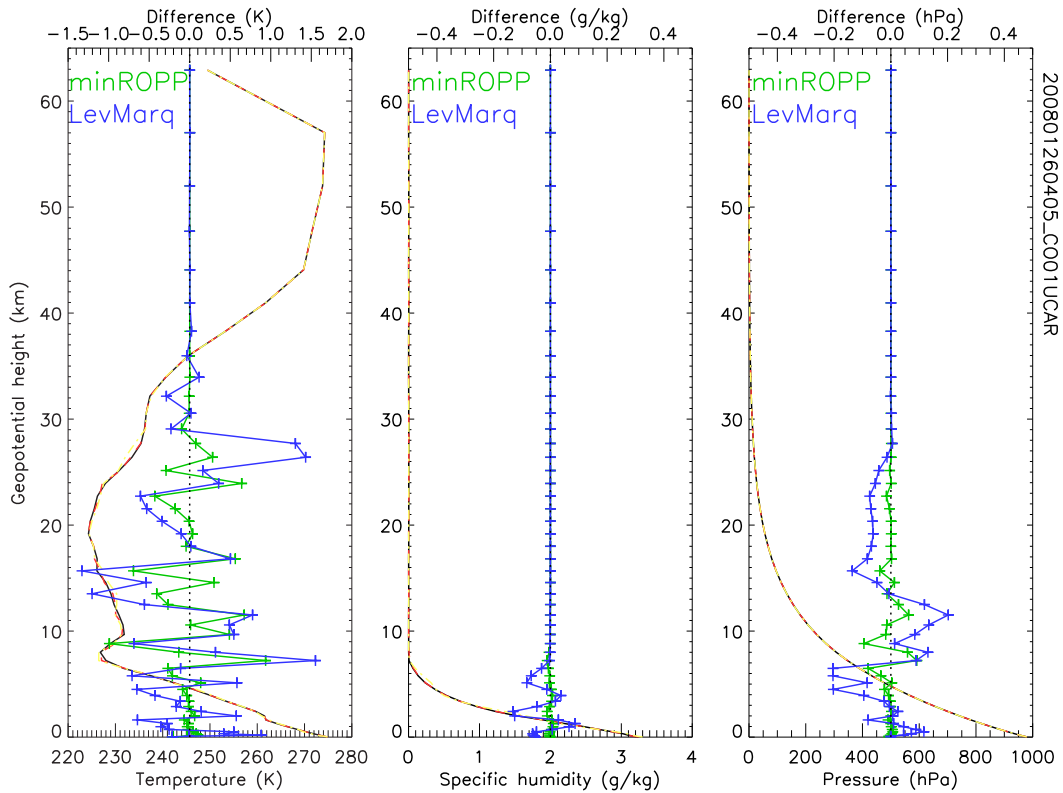 Difference (K)
-1.5 -1.0 -0.5 0.0 0.5 1.0 1.5 2.0
minROPP
LevMarq
60
50
40
30
20
10
0
Geopotential height (km)
220 230 240 250 260 270 280
Temperature (K)
Difference (g/kg)
-0.4 -0.2 0.0 0.2 0.4
minROPP
LevMarq
60
50
40
30
20
10
0
0 1 2 3 4
Specific humidity (g/kg)
Difference (hPa)
-0.4 -0.2 0.0 0.2 0.4
minROPP
LevMarq
60
50
40
30
20
10
0
0 200 400 600 800 1000
Pressure (hPa)
200801260405_C001UCAR